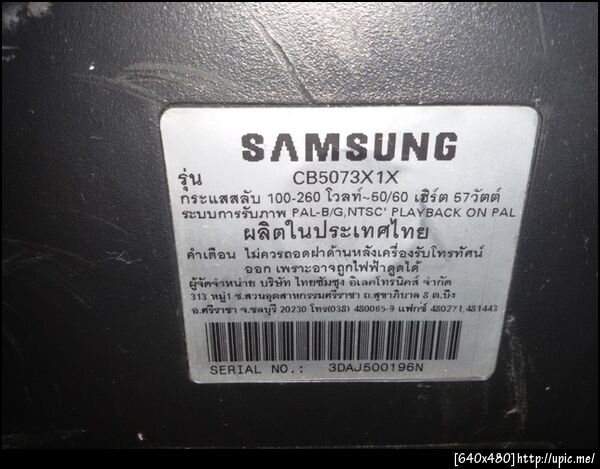 SAMSUNG
รุ่น CB5073X1X
กระแสสลับ 100-260 โวลท์~50/60 เฮิร์ต 57วัตต์
ระบบการรับภาพ PAL-B/G,NTSC' PLAYBACK ON PAL
ผลิตในประเทศไทย
คำเตือน ไม่ควรถอดฝาด้านหลังเครื่องรับโทรทัศน์
ออก เพราะอาจถูกไฟฟ้าดูดได้
ผู้จัดจำหน่าย บริษัท ไทยซัมซุง อิเลคโทรนิคส์ จำกัด
313 หมู่1 ซ.สวนอุตสาหกรรมศรีราชา ถ.สุขาภิบาล 8 ต.บึง
อ.ศรีราชา จ.ชลบุรี 20230 โทร(038) 480065-9 แฟกซ์ 480271,481443
SERIAL NO.: 3DAJ500196N
[640x480]http://upic.me/